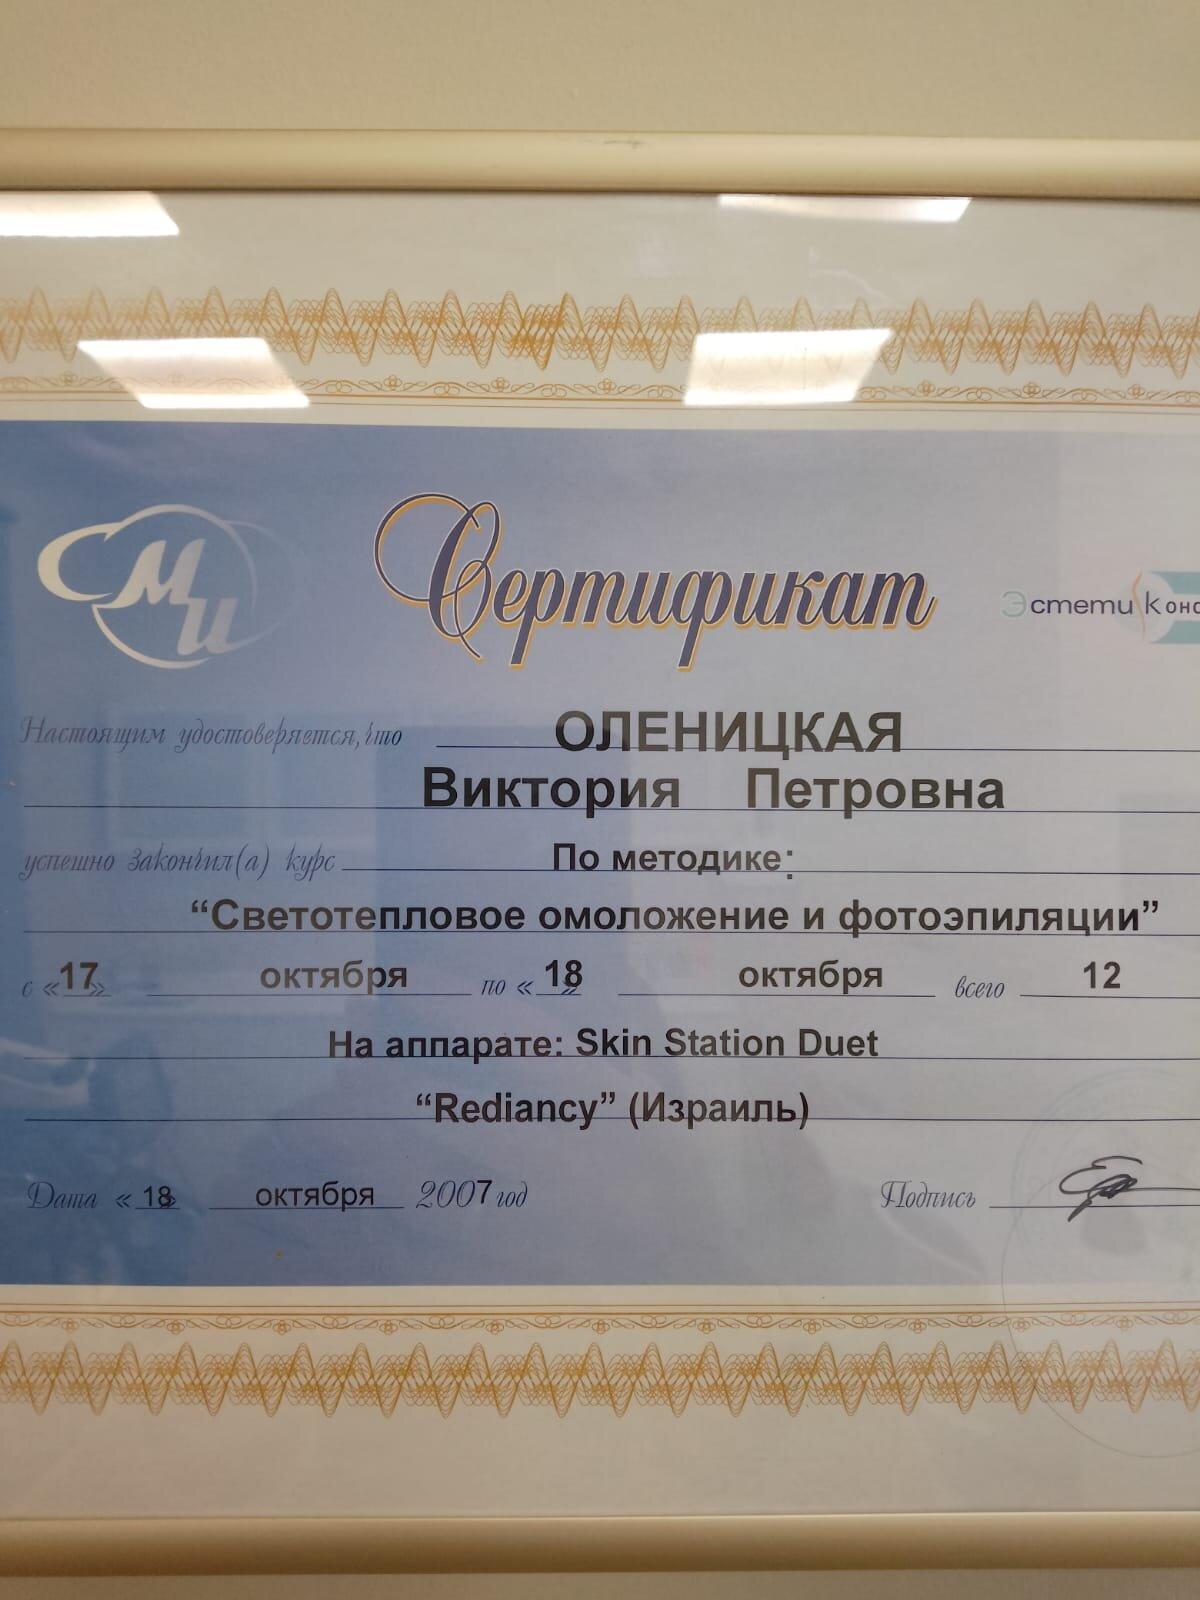 СМИ
Сертификат
Эстетик Конс
Настоящим удостоверяется, что ОЛЕНИЦКАЯ
Виктория Петровна
успешно закончил(а) курс По методике:
“Светотепловое омоложение и фотоэпиляции”
с «17» октября по «18» октября всего 12
На аппарате: Skin Station Duet
“Rediancy” (Израиль)
Дата «18» октября 2007 год Подпись